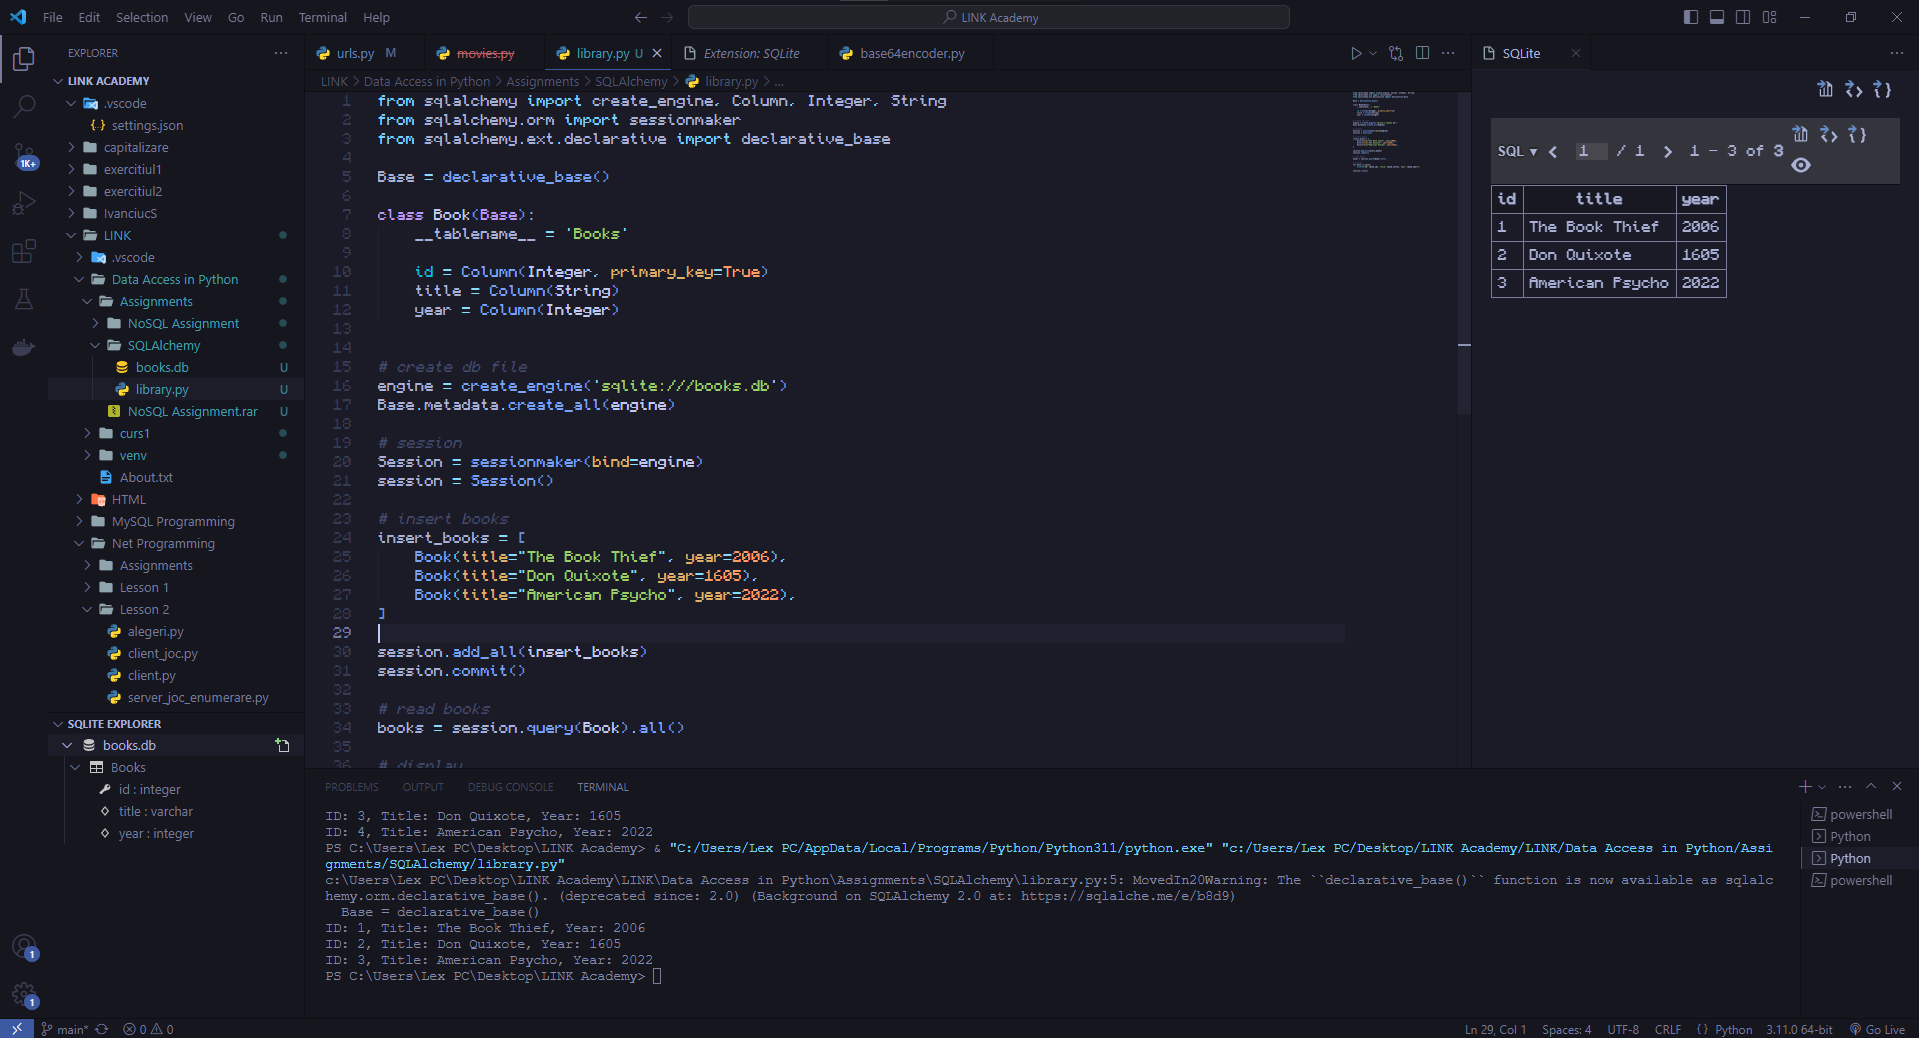 File Edit Selection View Go Run Terminal Help
LINK Academy
EXPLORER
LINK ACADEMY
.vscode
settings.json
capitalizare
exercitiul1
exercitiul2
IvanciucS
LINK
.vscode
Data Access in Python
Assignments
NoSQL Assignment
SQLAlchemy
books.db U
library.py U
NoSQL Assignment.rar U
curs1
venv
About.txt
HTML
MySQL Programming
Net Programming
Assignments
Lesson 1
Lesson 2
alegeri.py
client_joc.py
client.py
server_joc_enumerare.py
SQLITE EXPLORER
books.db
Books
id : integer
title : varchar
year : integer
1K+
1
1
urls.py M movies.py library.py U Extension: SQLite base64encoder.py
LINK > Data Access in Python > Assignments > SQLAlchemy > library.py > ...
1 from sqlalchemy import create_engine, Column, Integer, String
2 from sqlalchemy.orm import sessionmaker
3 from sqlalchemy.ext.declarative import declarative_base
4
5 Base = declarative_base()
6
7 class Book(Base):
8     __tablename__ = 'Books'
9
10     id = Column(Integer, primary_key=True)
11     title = Column(String)
12     year = Column(Integer)
13
14
15 # create db file
16 engine = create_engine('sqlite:///books.db')
17 Base.metadata.create_all(engine)
18
19 # session
20 Session = sessionmaker(bind=engine)
21 session = Session()
22
23 # insert books
24 insert_books = [
25     Book(title="The Book Thief", year=2006),
26     Book(title="Don Quixote", year=1605),
27     Book(title="American Psycho", year=2022),
28 ]
29
30 session.add_all(insert_books)
31 session.commit()
32
33 # read books
34 books = session.query(Book).all()
35
36 # display
SQLite
SQL 1 / 1 1 - 3 of 3
id title year
1 The Book Thief 2006
2 Don Quixote 1605
3 American Psycho 2022
PROBLEMS OUTPUT DEBUG CONSOLE TERMINAL
ID: 3, Title: Don Quixote, Year: 1605
ID: 4, Title: American Psycho, Year: 2022
PS C:\Users\Lex PC\Desktop\LINK Academy> & "C:/Users/Lex PC/AppData/Local/Programs/Python/Python311/python.exe" "c:/Users/Lex PC/Desktop/LINK Academy/LINK/Data Access in Python/Assi
gnments/SQLAlchemy/library.py"
c:\Users\Lex PC\Desktop\LINK Academy\LINK\Data Access in Python\Assignments\SQLAlchemy\library.py:5: MovedIn20Warning: The ``declarative_base()`` function is now available as sqlalc
hemy.orm.declarative_base(). (deprecated since: 2.0) (Background on SQLAlchemy 2.0 at: https://sqlalche.me/e/b8d9)
  Base = declarative_base()
ID: 1, Title: The Book Thief, Year: 2006
ID: 2, Title: Don Quixote, Year: 1605
ID: 3, Title: American Psycho, Year: 2022
PS C:\Users\Lex PC\Desktop\LINK Academy>
powershell
Python
Python
powershell
main* 0 0
Ln 29, Col 1 Spaces: 4 UTF-8 CRLF { } Python 3.11.0 64-bit Go Live